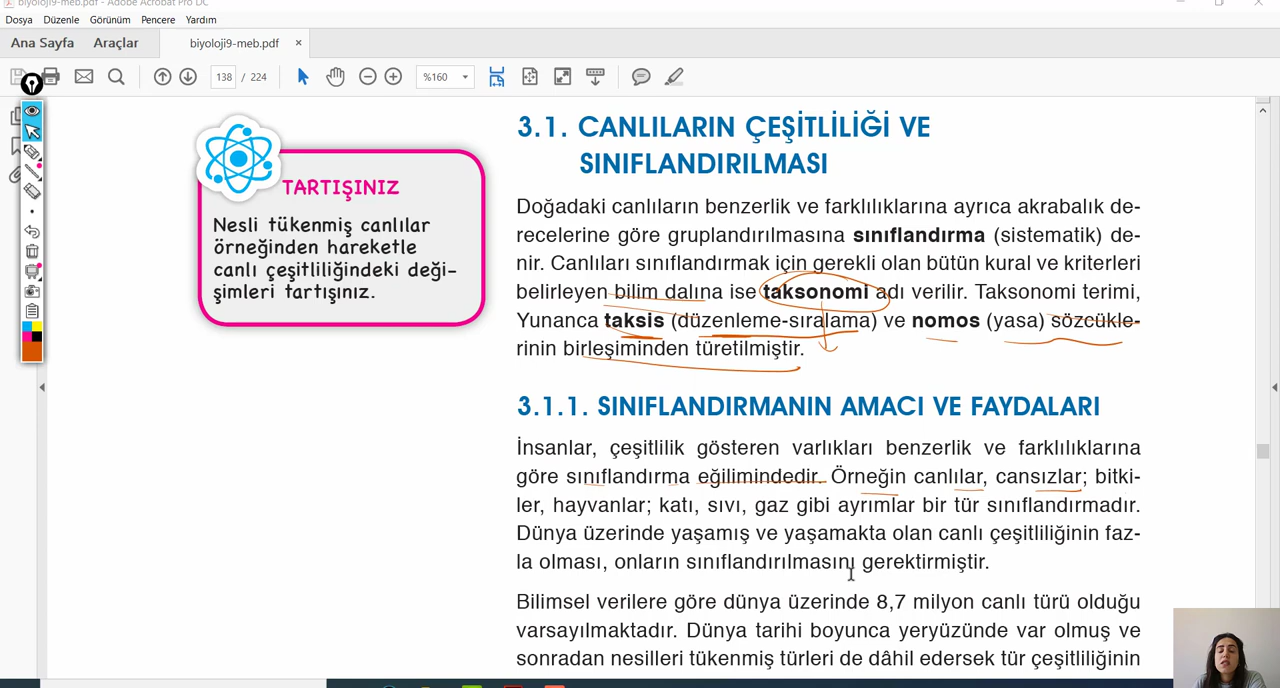 biyoloji9-meb.pdf - Adobe Acrobat Pro DC
Dosya Düzenle Görünüm Pencere Yardım
Ana Sayfa Araçlar biyoloji9-meb.pdf ×
138 / 224 %160
TARTIŞINIZ
Nesli tükenmiş canlılar
örneğinden hareketle
canlı çeşitliliğindeki deği-
şimleri tartışınız.
3.1. CANLILARIN ÇEŞİTLİLİĞİ VE
SINIFLANDIRILMASI
Doğadaki canlıların benzerlik ve farklılıklarına ayrıca akrabalık de-
recelerine göre gruplandırılmasına sınıflandırma (sistematik) de-
nir. Canlıları sınıflandırmak için gerekli olan bütün kural ve kriterleri
belirleyen bilim dalına ise taksonomi adı verilir. Taksonomi terimi,
Yunanca taksis (düzenleme-sıralama) ve nomos (yasa) sözcükle-
rinin birleşiminden türetilmiştir.
3.1.1. SINIFLANDIRMANIN AMACI VE FAYDALARI
İnsanlar, çeşitlilik gösteren varlıkları benzerlik ve farklılıklarına
göre sınıflandırma eğilimindedir. Örneğin canlılar, cansızlar; bitki-
ler, hayvanlar; katı, sıvı, gaz gibi ayrımlar bir tür sınıflandırmadır.
Dünya üzerinde yaşamış ve yaşamakta olan canlı çeşitliliğinin faz-
la olması, onların sınıflandırılmasını gerektirmiştir.
Bilimsel verilere göre dünya üzerinde 8,7 milyon canlı türü olduğu
varsayılmaktadır. Dünya tarihi boyunca yeryüzünde var olmuş ve
sonradan nesilleri tükenmiş türleri de dâhil edersek tür çeşitliliğinin